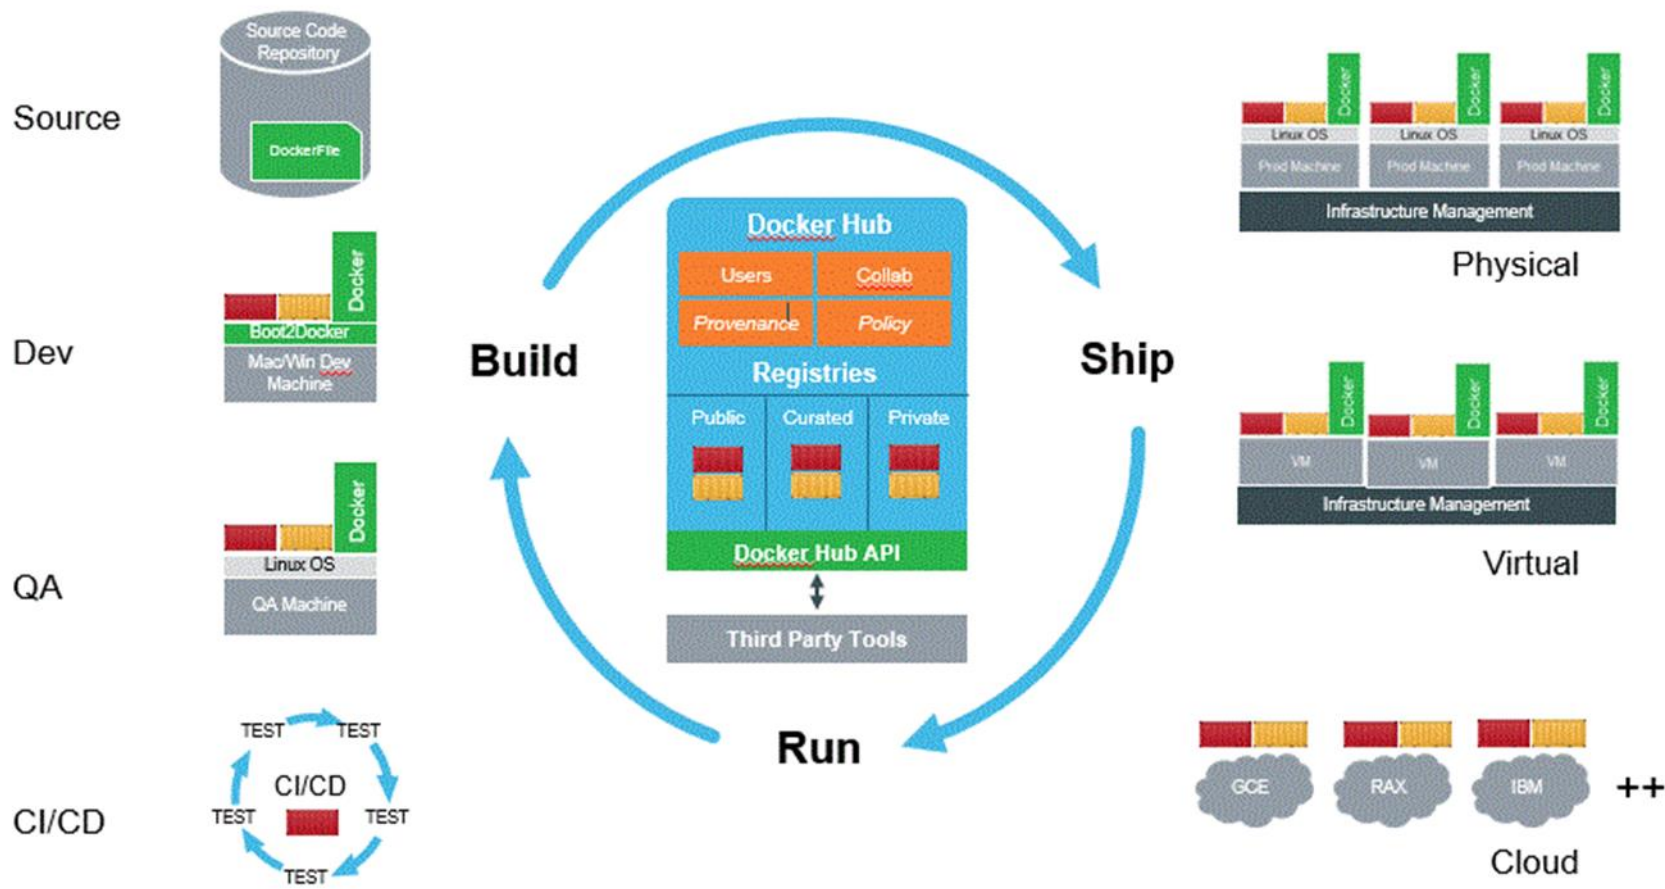 Source
Source Code
Repository
DockerFile
Dev
Docker
Boot2Docker
Mac/Win Dev
Machine
QA
Docker
Linux OS
QA Machine
CI/CD
TEST
TEST
TEST
TEST
TEST
CI/CD
Build
Ship
Run
Docker Hub
Users
Collab
Provenance
Policy
Registries
Public
Curated
Private
Docker Hub API
Third Party Tools
Docker
Docker
Docker
Linux OS
Linux OS
Linux OS
Prod Machine
Prod Machine
Prod Machine
Infrastructure Management
Physical
Docker
Docker
Docker
VM
VM
VM
Infrastructure Management
Virtual
GCE
RAX
IBM
++
Cloud